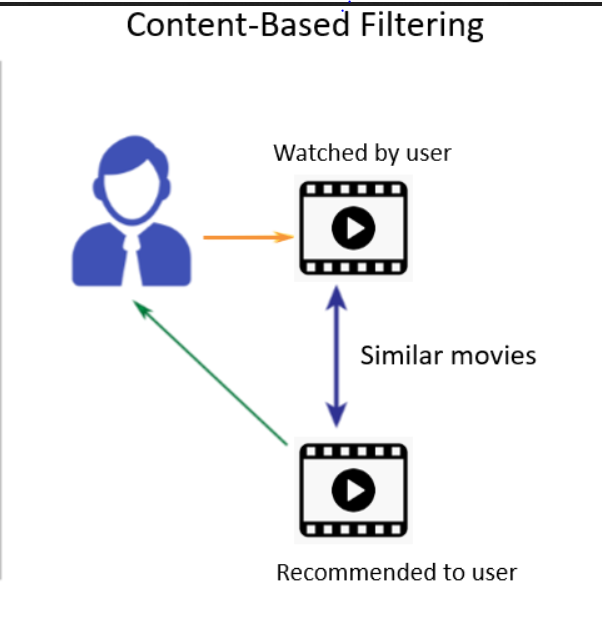 Content-Based Filtering
Watched by user
Similar movies
Recommended to user